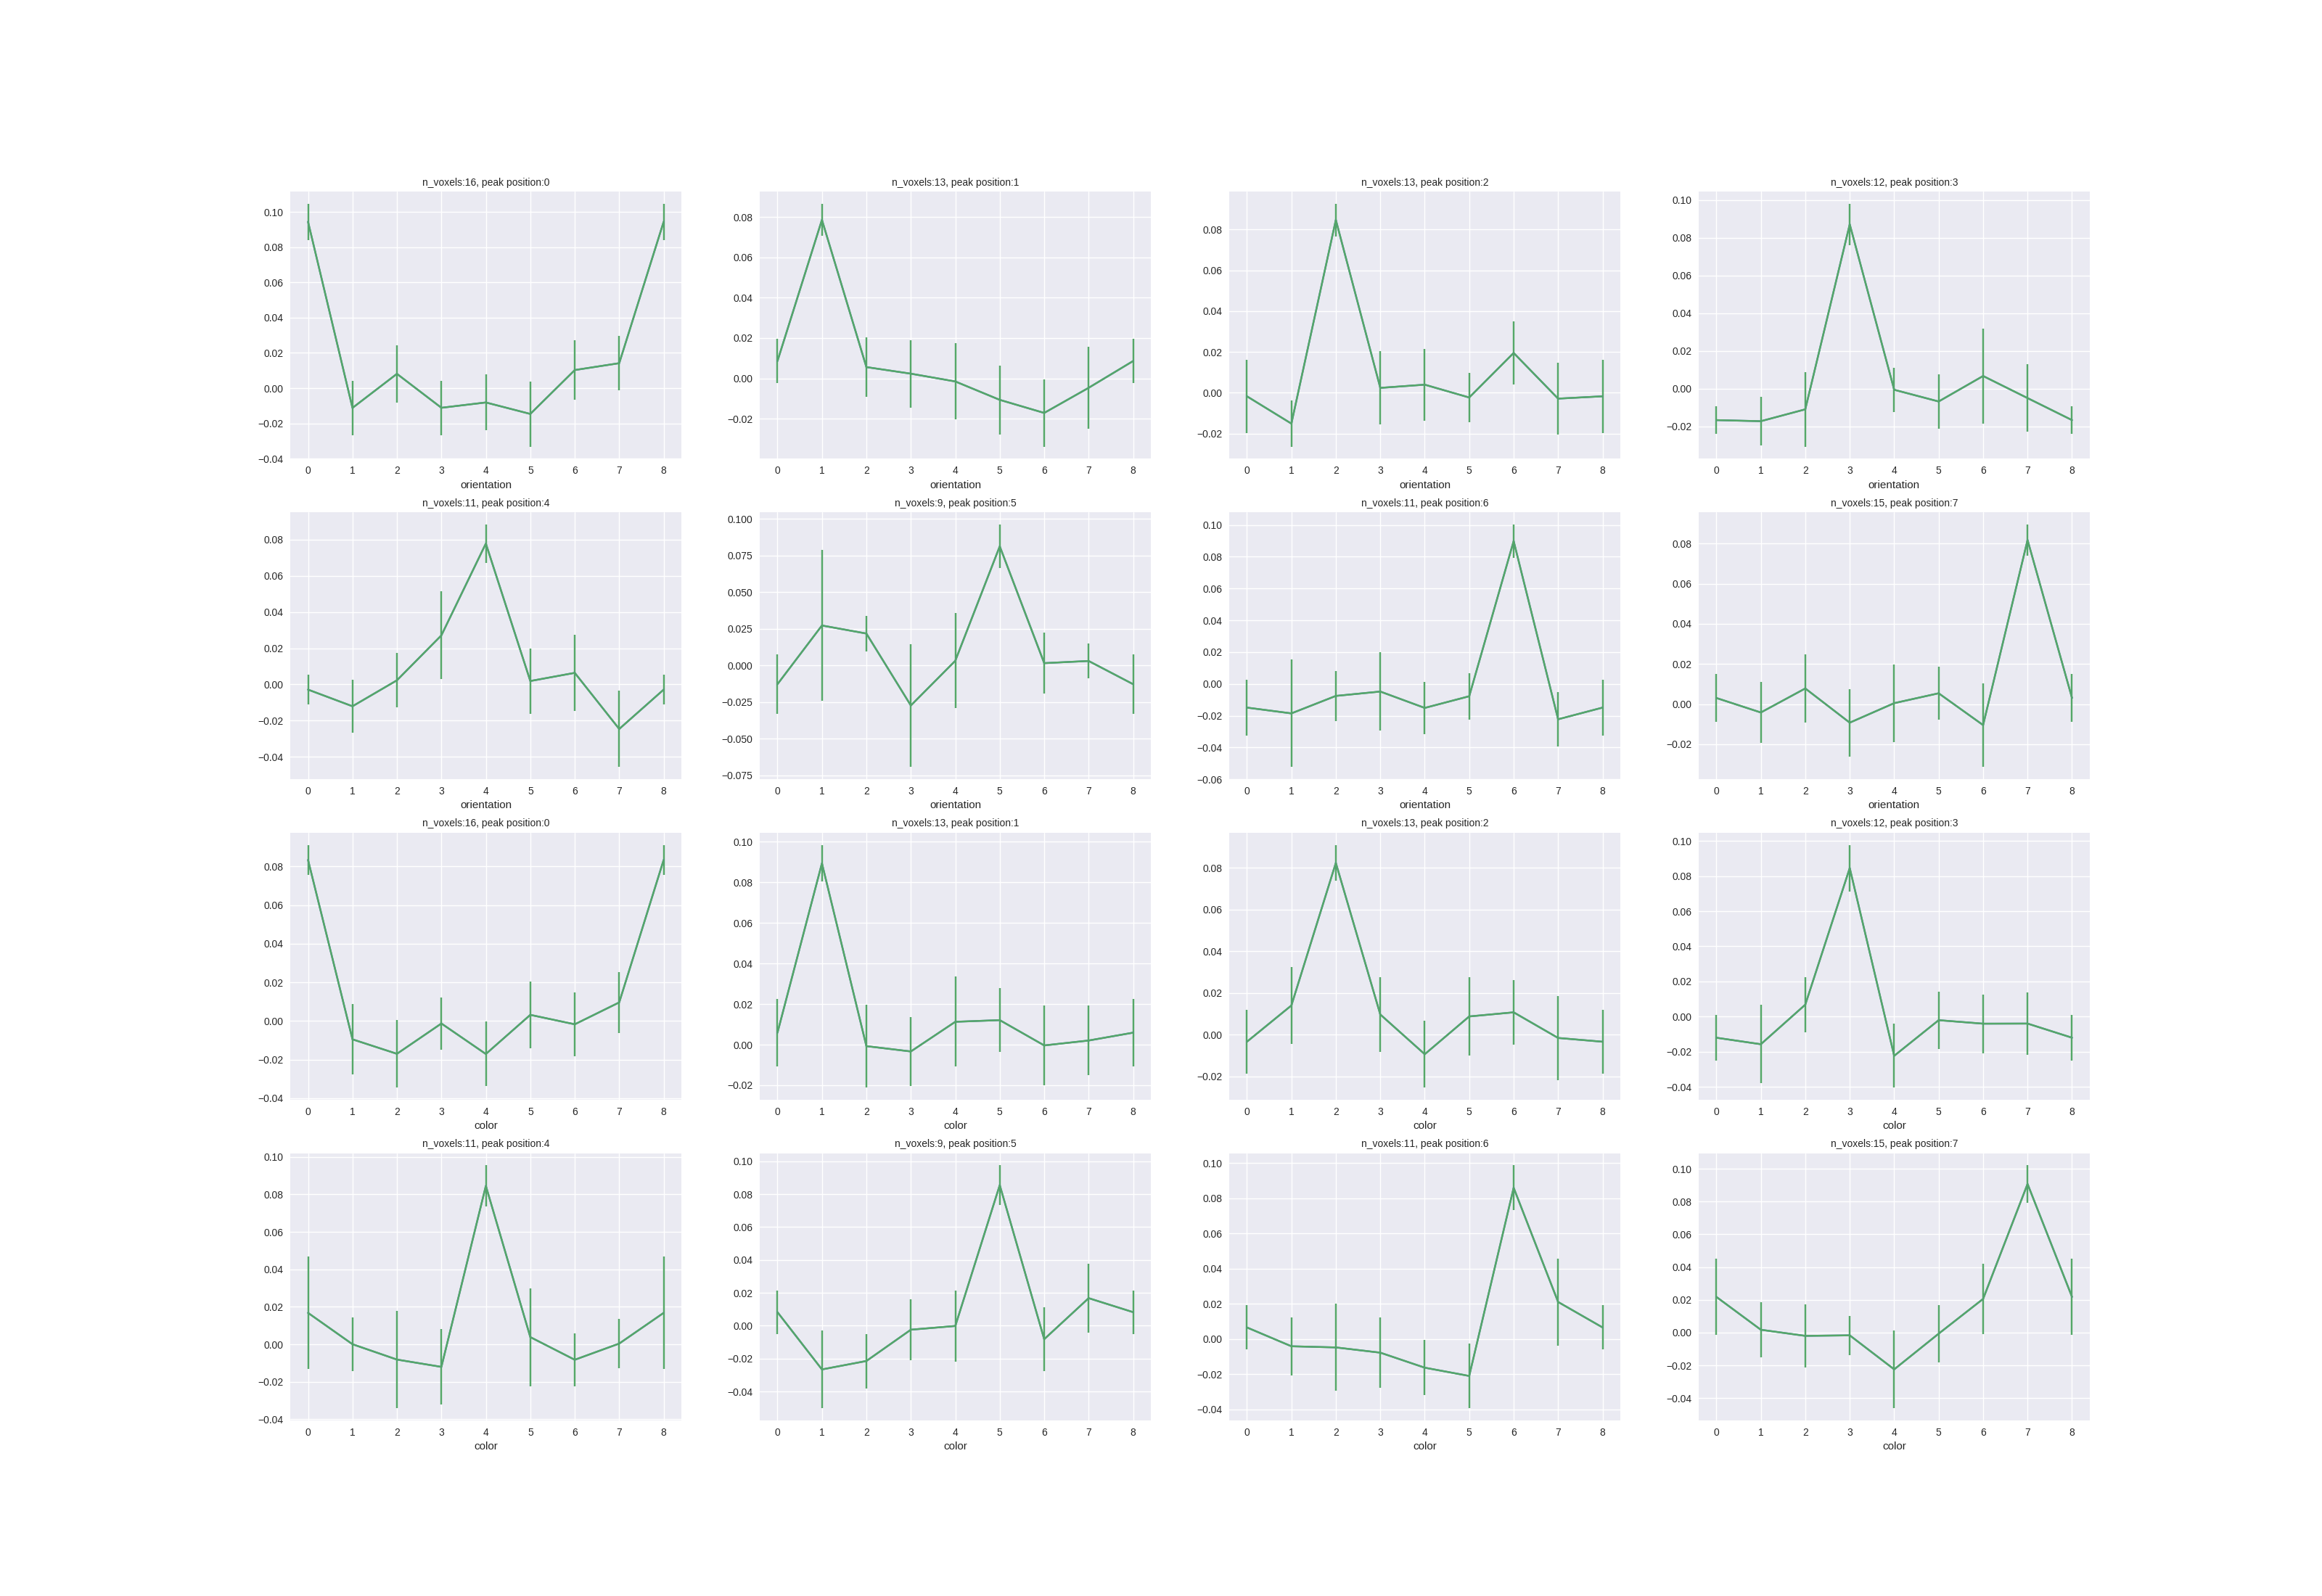 n_voxels:16, peak position:0
n_voxels:13, peak position:1
n_voxels:13, peak position:2
n_voxels:12, peak position:3
0.10
0.08
0.06
0.04
0.02
0.00
−0.02
−0.04
0.08
0.06
0.04
0.02
0.00
−0.02
0.08
0.06
0.04
0.02
0.00
−0.02
0.10
0.08
0.06
0.04
0.02
0.00
−0.02
0 1 2 3 4 5 6 7 8
0 1 2 3 4 5 6 7 8
0 1 2 3 4 5 6 7 8
0 1 2 3 4 5 6 7 8
orientation
orientation
orientation
orientation
n_voxels:11, peak position:4
n_voxels:9, peak position:5
n_voxels:11, peak position:6
n_voxels:15, peak position:7
0.08
0.06
0.04
0.02
0.00
−0.02
−0.04
0.100
0.075
0.050
0.025
0.000
−0.025
−0.050
−0.075
0.10
0.08
0.06
0.04
0.02
0.00
−0.02
−0.04
−0.06
0.08
0.06
0.04
0.02
0.00
−0.02
0 1 2 3 4 5 6 7 8
0 1 2 3 4 5 6 7 8
0 1 2 3 4 5 6 7 8
0 1 2 3 4 5 6 7 8
orientation
orientation
orientation
orientation
n_voxels:16, peak position:0
n_voxels:13, peak position:1
n_voxels:13, peak position:2
n_voxels:12, peak position:3
0.08
0.06
0.04
0.02
0.00
−0.02
−0.04
0.10
0.08
0.06
0.04
0.02
0.00
−0.02
0.08
0.06
0.04
0.02
0.00
−0.02
0.10
0.08
0.06
0.04
0.02
0.00
−0.02
−0.04
0 1 2 3 4 5 6 7 8
0 1 2 3 4 5 6 7 8
0 1 2 3 4 5 6 7 8
0 1 2 3 4 5 6 7 8
color
color
color
color
n_voxels:11, peak position:4
n_voxels:9, peak position:5
n_voxels:11, peak position:6
n_voxels:15, peak position:7
0.10
0.08
0.06
0.04
0.02
0.00
−0.02
−0.04
0.10
0.08
0.06
0.04
0.02
0.00
−0.02
−0.04
0.10
0.08
0.06
0.04
0.02
0.00
−0.02
−0.04
0.10
0.08
0.06
0.04
0.02
0.00
−0.02
−0.04
0 1 2 3 4 5 6 7 8
0 1 2 3 4 5 6 7 8
0 1 2 3 4 5 6 7 8
0 1 2 3 4 5 6 7 8
color
color
color
color